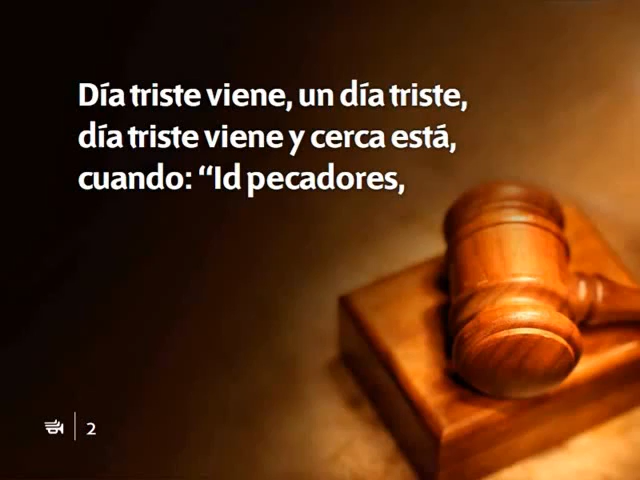 Día triste viene, un día triste,
día triste viene y cerca está,
cuando: “Id pecadores,
2